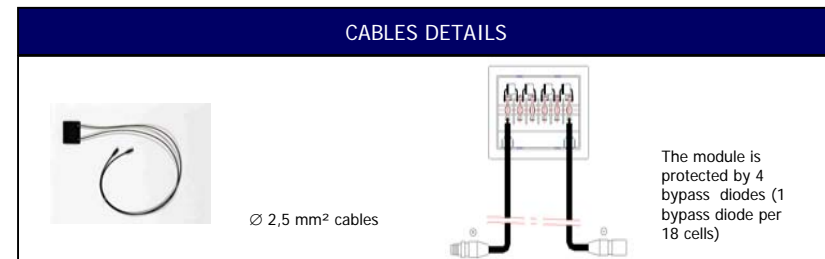 CABLES DETAILS
∅ 2,5 mm² cables
The module is
protected by 4
bypass diodes (1
bypass diode per
18 cells)